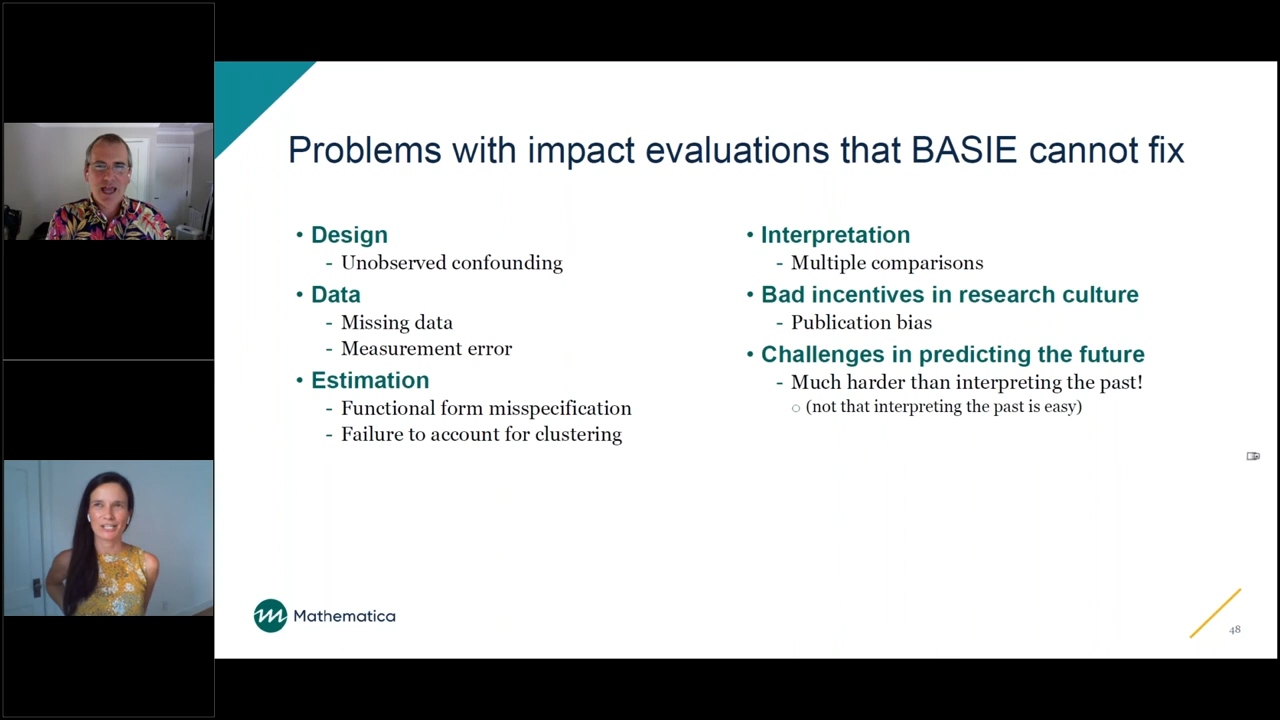 Problems with impact evaluations that BASIE cannot fix
• Design
- Unobserved confounding
• Data
- Missing data
- Measurement error
• Estimation
- Functional form misspecification
- Failure to account for clustering
• Interpretation
- Multiple comparisons
• Bad incentives in research culture
- Publication bias
• Challenges in predicting the future
- Much harder than interpreting the past!
○ (not that interpreting the past is easy)
Mathematica
48